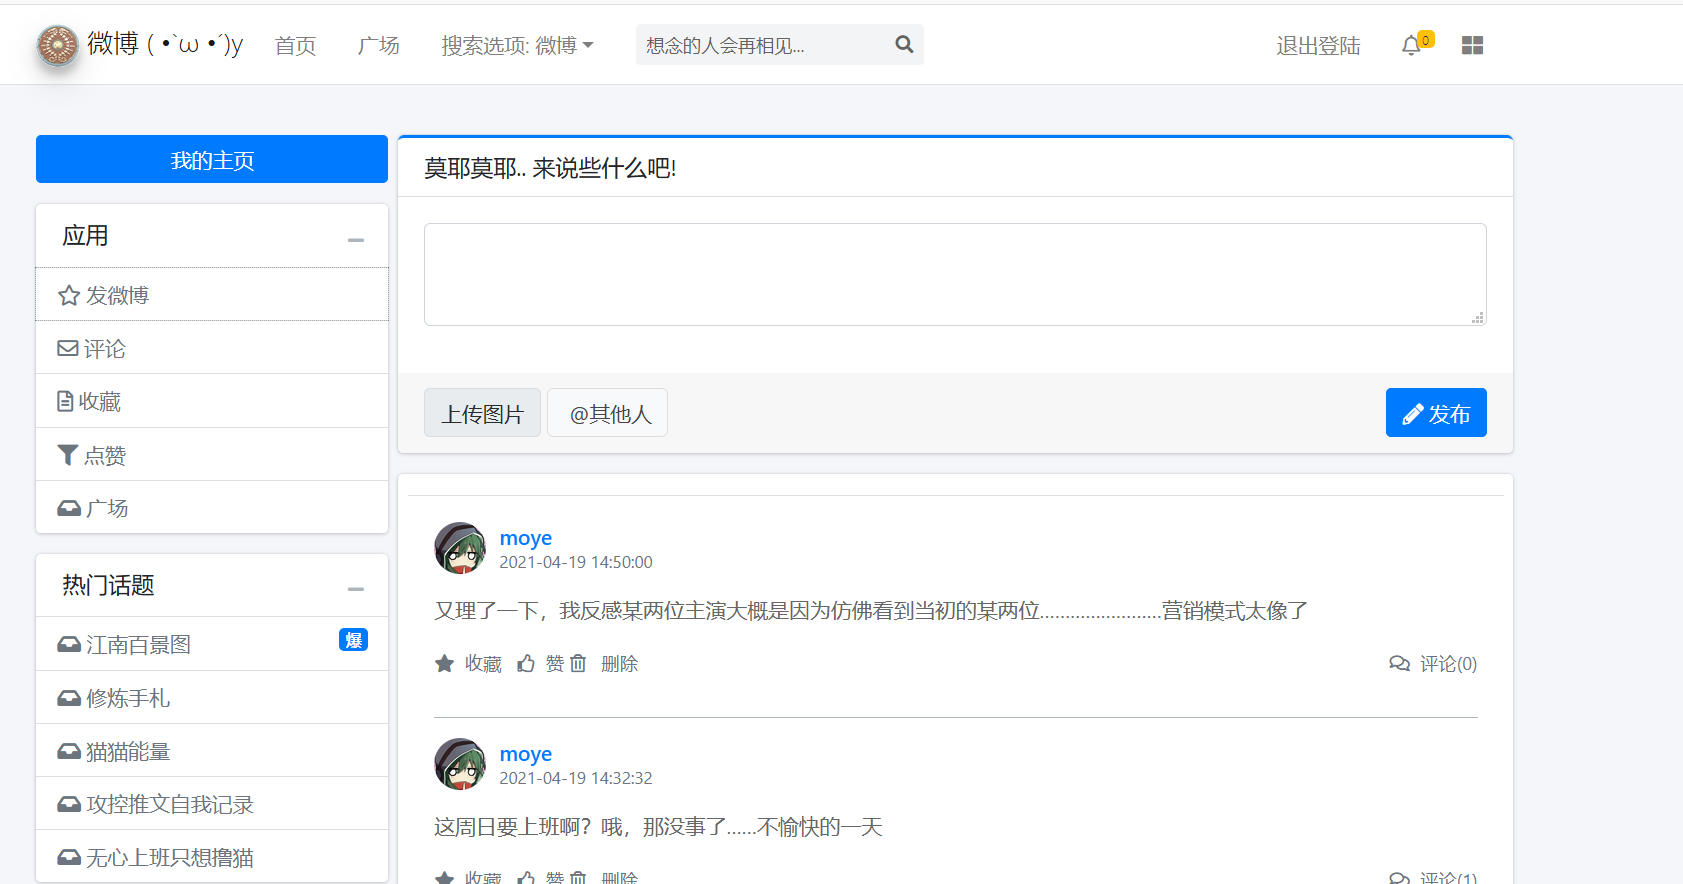 微博 ( •`ω •´)y 首页 广场 搜索选项: 微博 想念的人会再相见... 退出登陆 0
我的主页
应用
发微博
评论
收藏
点赞
广场
热门话题
江南百景图 爆
修炼手札
猫猫能量
攻控推文自我记录
无心上班只想撸猫
莫耶莫耶.. 来说些什么吧!
上传图片 @其他人 发布
moye
2021-04-19 14:50:00
又理了一下，我反感某两位主演大概是因为仿佛看到当初的某两位........................营销模式太像了
收藏 赞 删除 评论(0)
moye
2021-04-19 14:32:32
这周日要上班啊？哦，那没事了......不愉快的一天
收藏 赞 删除 评论(1)